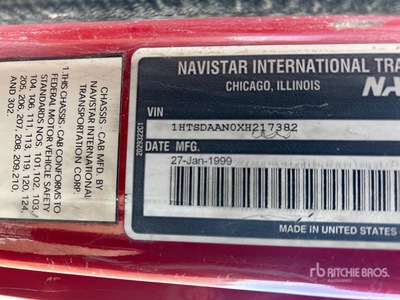 CHASSIS - CAB MFD. BY
NAVISTAR INTERNATIONAL
TRANSPORTATION CORP
1.THIS CHASSIS - CAB CONFORMS TO
FEDERAL MOTOR VEHICLE SAFETY
STANDARDS NOS. 101, 102, 103,
104, 106, 111, 113, 119, 120, 124,
205, 206, 207, 208, 209, 210,
AND 302.
NAVISTAR INTERNATIONAL TRA
CHICAGO, ILLINOIS
NA
VIN
1HTSDAAN0XH217382
DATE MFG.
27-Jan-1999
MADE IN UNITED STATES
rb RITCHIE BROS.